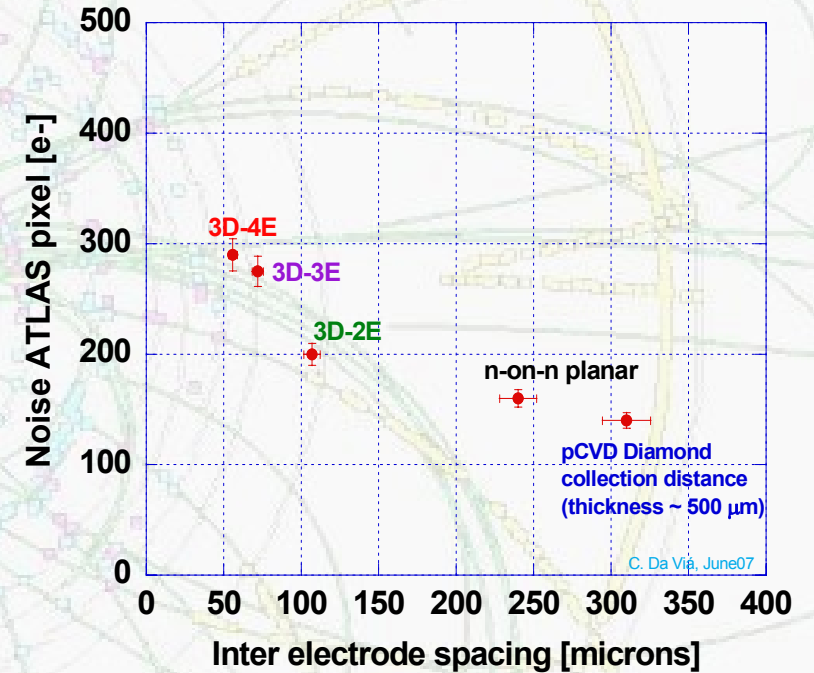 Noise ATLAS pixel [e-]
500
400
300
200
100
0
3D-4E
3D-3E
3D-2E
n-on-n planar
pCVD Diamond
collection distance
(thickness ~ 500 μm)
C. Da Viá, June07
0 50 100 150 200 250 300 350 400
Inter electrode spacing [microns]